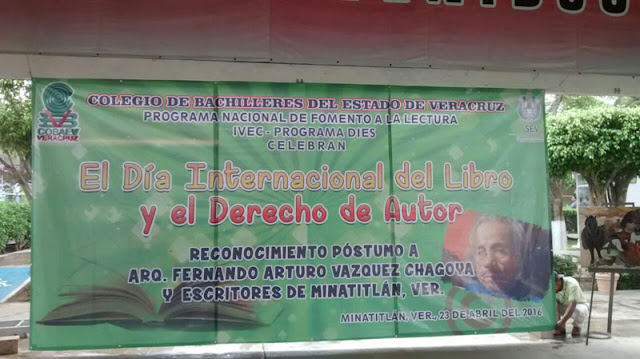 COLEGIO DE BACHILLERES DEL ESTADO DE VERACRUZ
PROGRAMA NACIONAL DE FOMENTO A LA LECTURA
IVEC - PROGRAMA DIES
CELEBRAN
COBAEV
VERACRUZ
SEV
El Día Internacional del Libro
y el Derecho de Autor
RECONOCIMIENTO PÓSTUMO A
ARQ. FERNANDO ARTURO VAZQUEZ CHAGOYA
Y ESCRITORES DE MINATITLÁN, VER.
MINATITLÁN, VER., 23 DE ABRIL DEL 2016